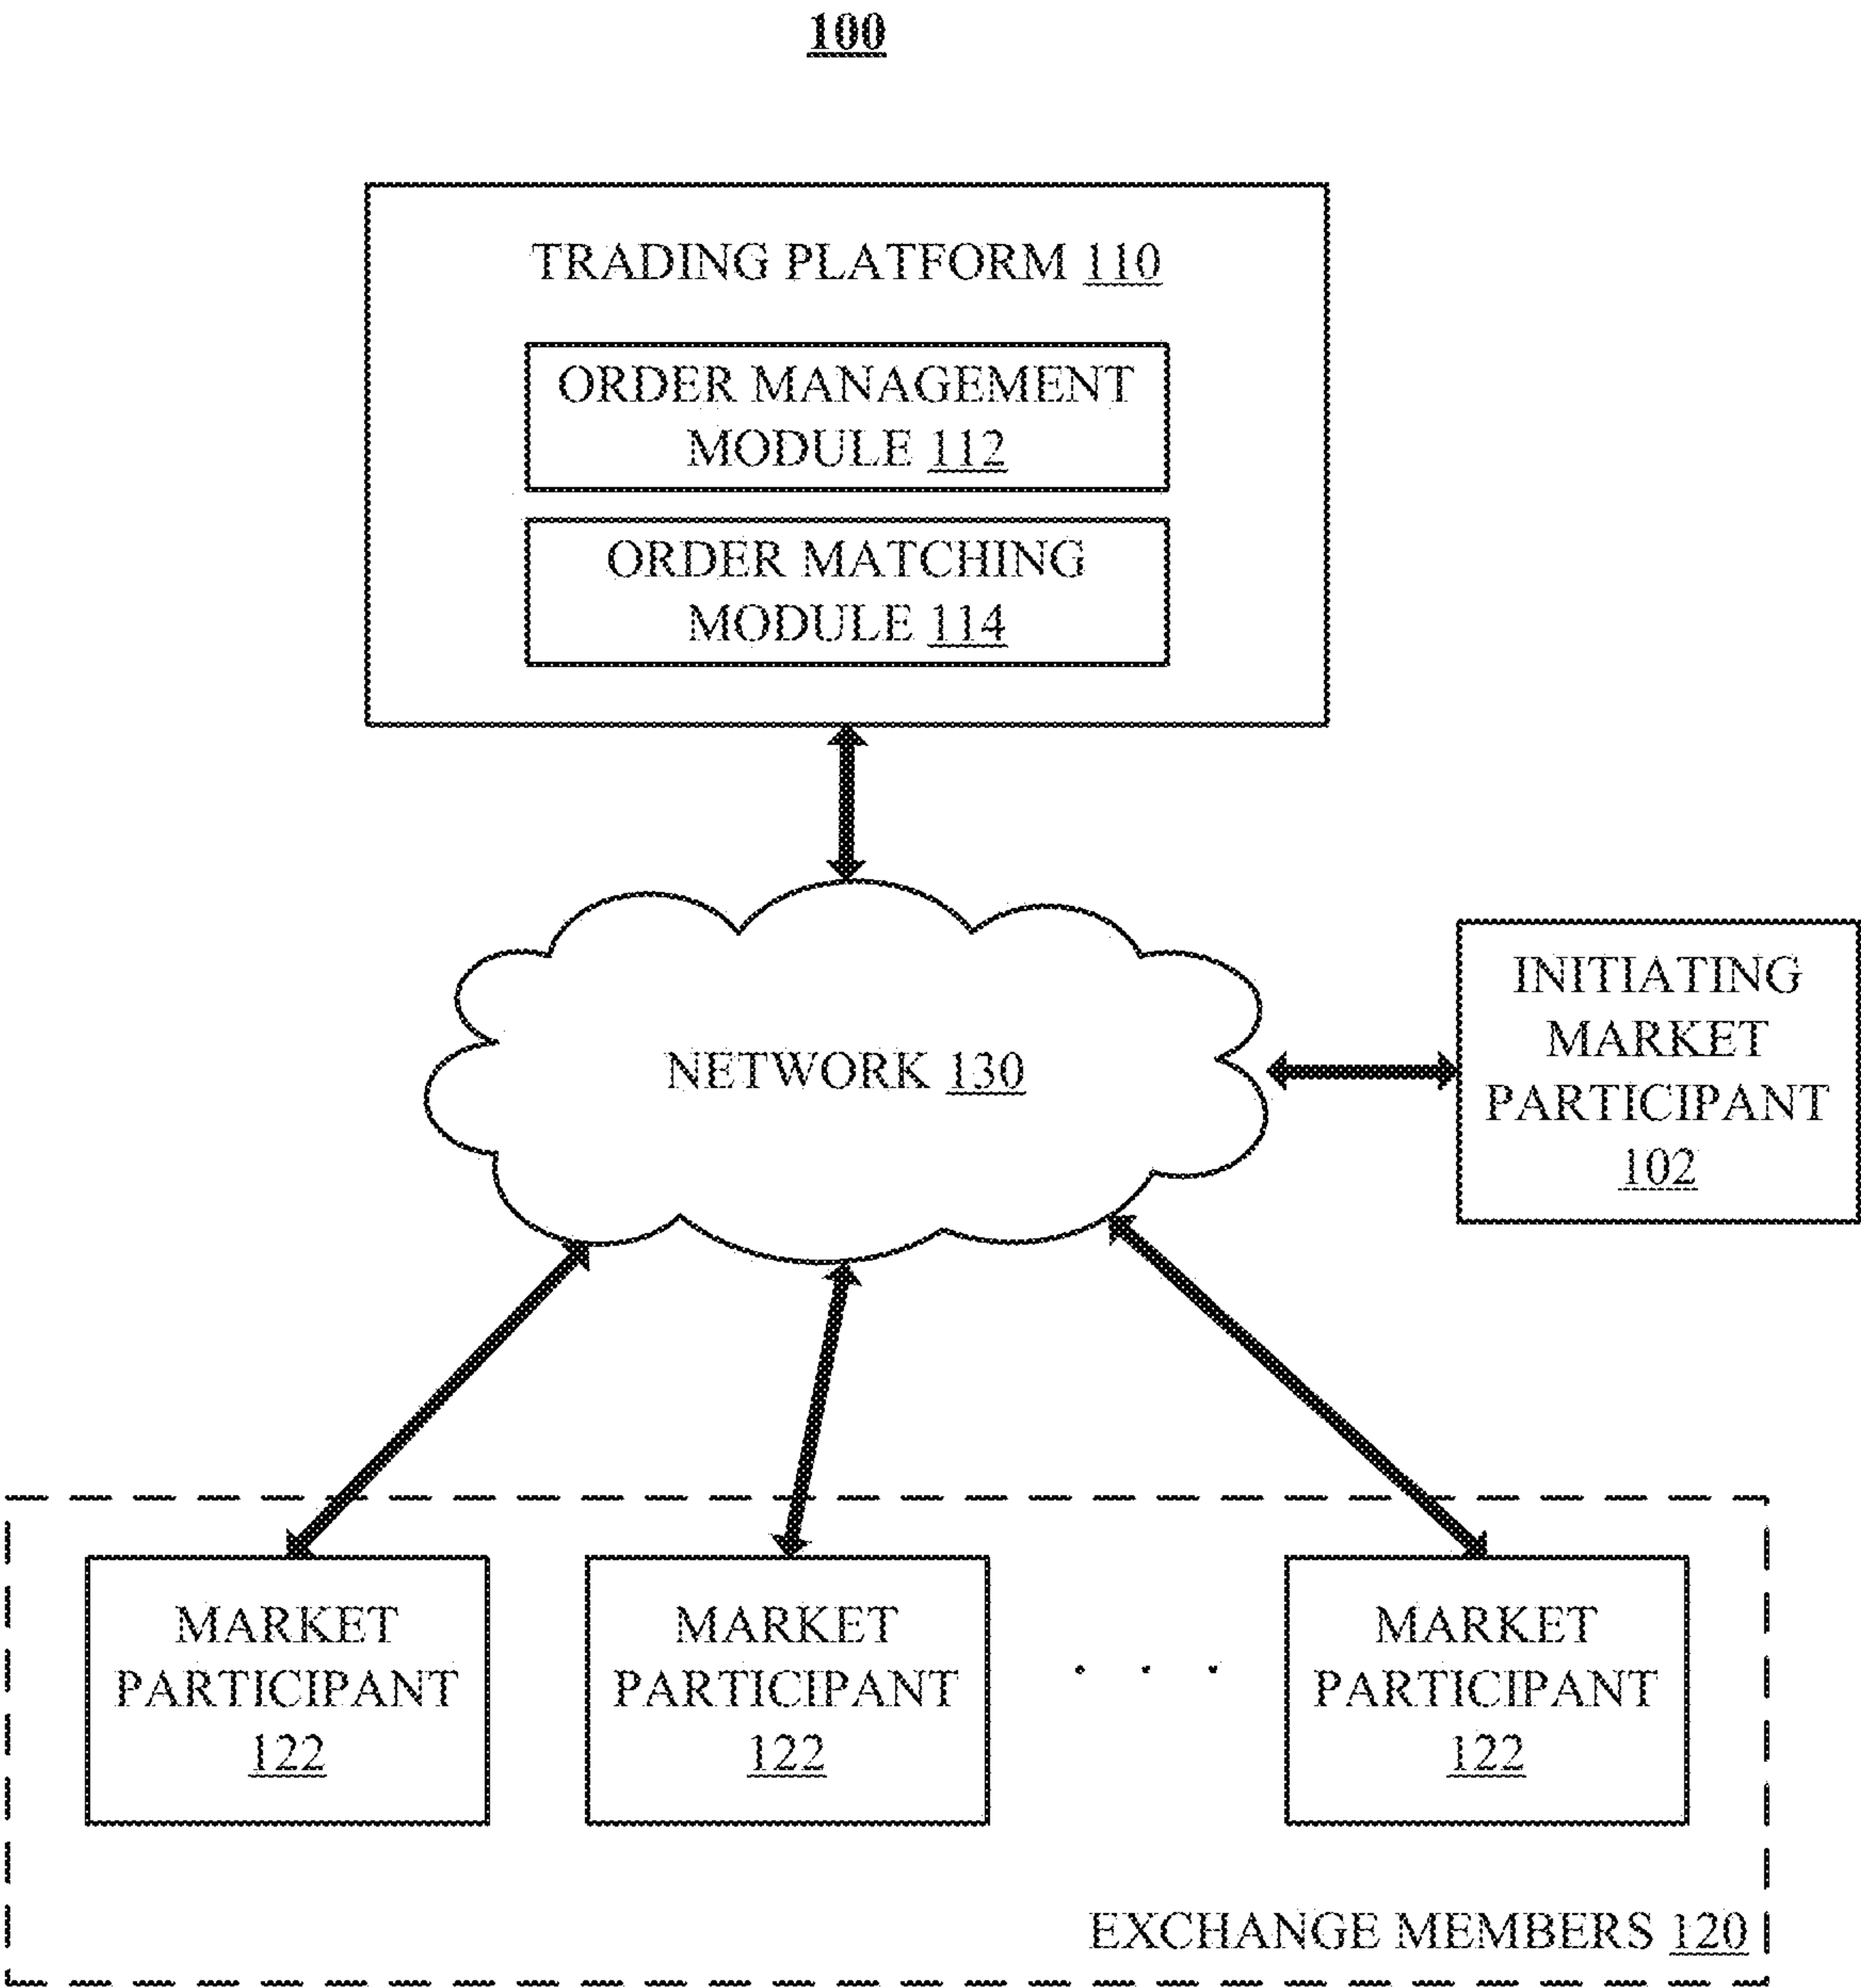 100
TRADING PLATFORM 110
ORDER MANAGEMENT
MODULE 112
ORDER MATCHING
MODULE 114
NETWORK 130
INITIATING
MARKET
PARTICIPANT
102
MARKET
PARTICIPANT
122
MARKET
PARTICIPANT
122
. . .
MARKET
PARTICIPANT
122
EXCHANGE MEMBERS 120